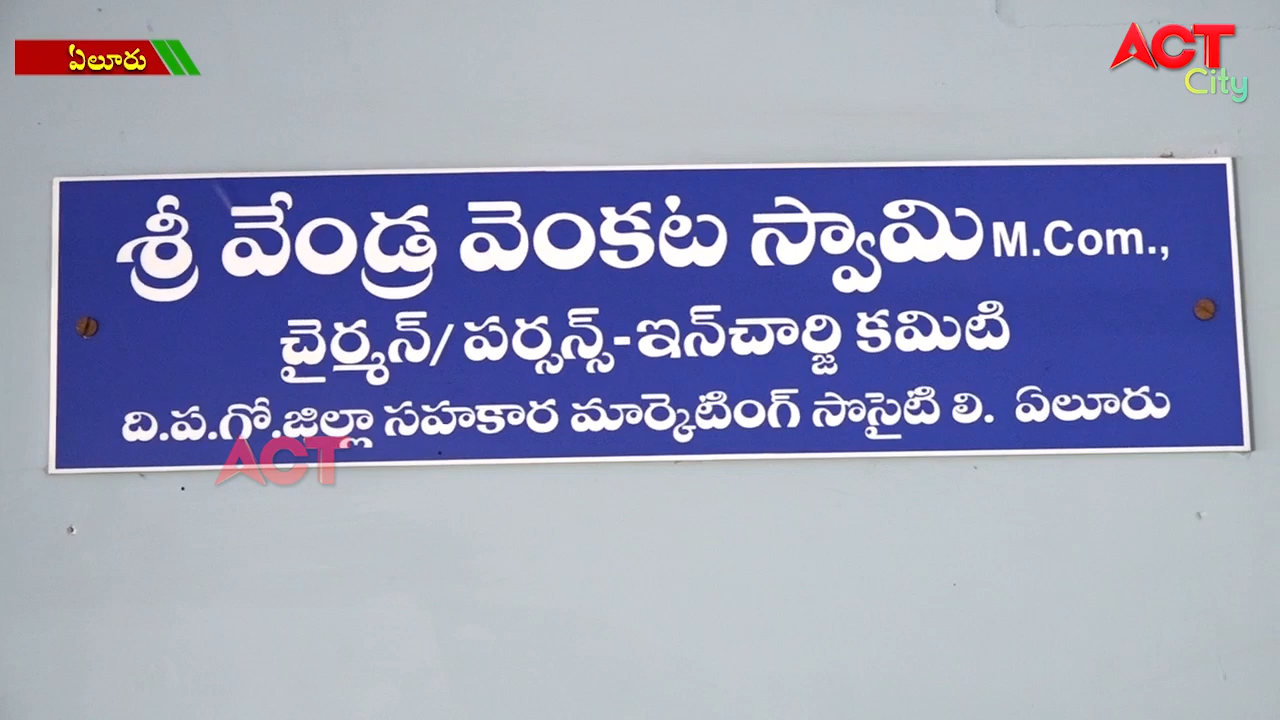 ఏలూరు
ACT
City
శ్రీ వేండ్ర వెంకట స్వామి M.Com.,
ఛైర్మన్/పర్సన్స్-ఇన్‌చార్జి కమిటి
ది.ప.గో.జిల్లా సహకార మార్కెటింగ్ సొసైటి లి. ఏలూరు
ACT